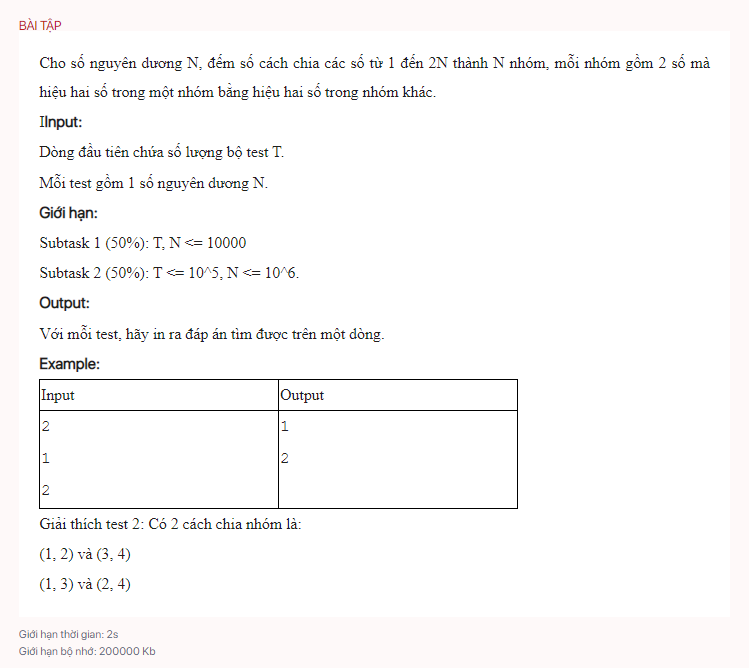 BÀI TẬP
Cho số nguyên dương N, đếm số cách chia các số từ 1 đến 2N thành N nhóm, mỗi nhóm gồm 2 số mà
hiệu hai số trong một nhóm bằng hiệu hai số trong nhóm khác.
IInput:
Dòng đầu tiên chứa số lượng bộ test T.
Mỗi test gồm 1 số nguyên dương N.
Giới hạn:
Subtask 1 (50%): T, N <= 10000
Subtask 2 (50%): T <= 10^5, N <= 10^6.
Output:
Với mỗi test, hãy in ra đáp án tìm được trên một dòng.
Example:
Input Output
2 1
1 2
2
Giải thích test 2: Có 2 cách chia nhóm là:
(1, 2) và (3, 4)
(1, 3) và (2, 4)
Giới hạn thời gian: 2s
Giới hạn bộ nhớ: 200000 Kb